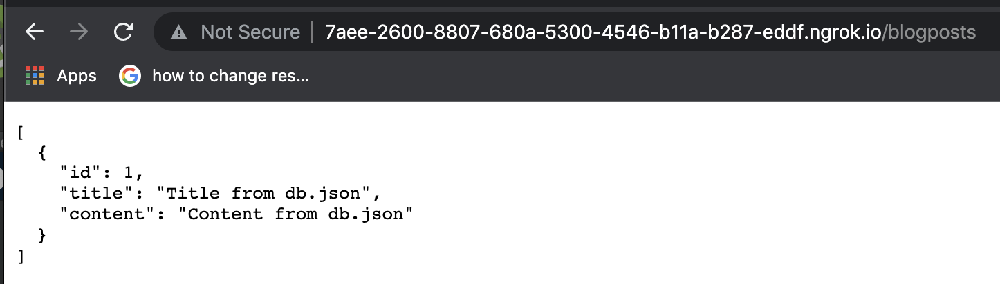 Not Secure | 7aee-2600-8807-680a-5300-4546-b11a-b287-eddf.ngrok.io/blogposts
Apps how to change res...
[
  {
    "id": 1,
    "title": "Title from db.json",
    "content": "Content from db.json"
  }
]